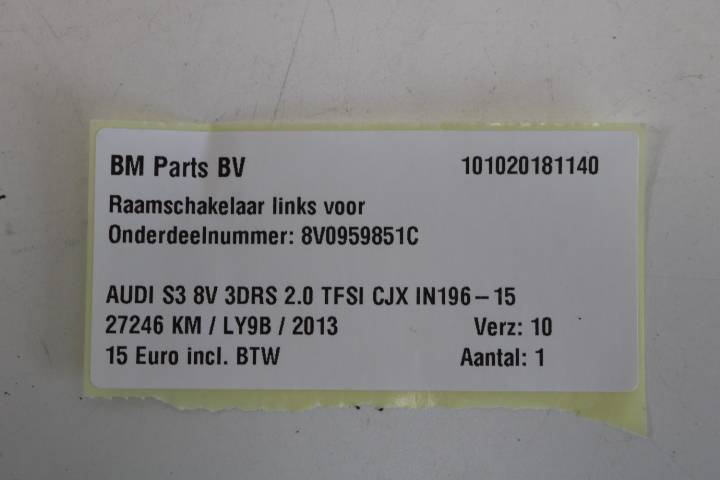 BM Parts BV 101020181140
Raamschakelaar links voor
Onderdeelnummer: 8V0959851C
AUDI S3 8V 3DRS 2.0 TFSI CJX IN196-15
27246 KM / LY9B / 2013 Verz: 10
15 Euro incl. BTW Aantal: 1